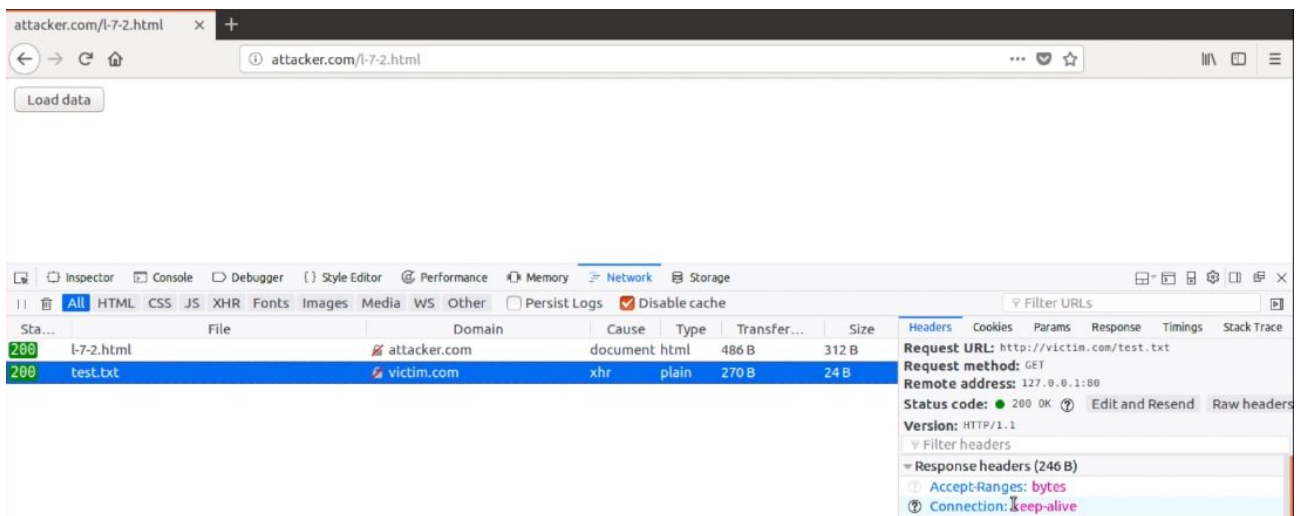 attacker.com/l-7-2.html × +
attacker.com/l-7-2.html
Load data
Inspector Console Debugger {} Style Editor Performance Memory Network Storage
All HTML CSS JS XHR Fonts Images Media WS Other Persist Logs Disable cache Filter URLs
Sta... File Domain Cause Type Transfer... Size Headers Cookies Params Response Timings Stack Trace
200 l-7-2.html attacker.com document html 486 B 312 B
200 test.txt victim.com xhr plain 270 B 24 B
Request URL: http://victim.com/test.txt
Request method: GET
Remote address: 127.0.0.1:80
Status code: 200 OK Edit and Resend Raw headers
Version: HTTP/1.1
Filter headers
Response headers (246 B)
Accept-Ranges: bytes
Connection: keep-alive